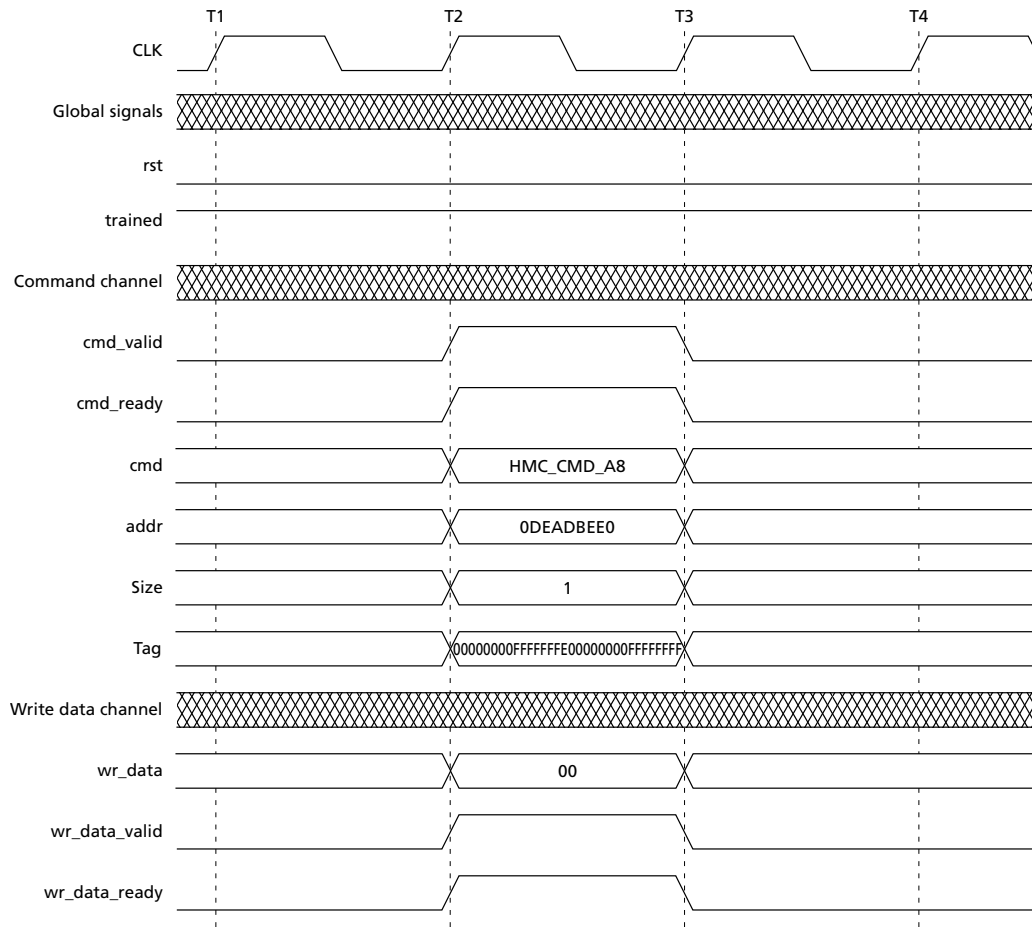 T1 T2 T3 T4
CLK
Global signals
rst
trained
Command channel
cmd_valid
cmd_ready
cmd HMC_CMD_A8
addr 0DEADBEE0
Size 1
Tag 00000000FFFFFFFE00000000FFFFFFFF
Write data channel
wr_data 00
wr_data_valid
wr_data_ready